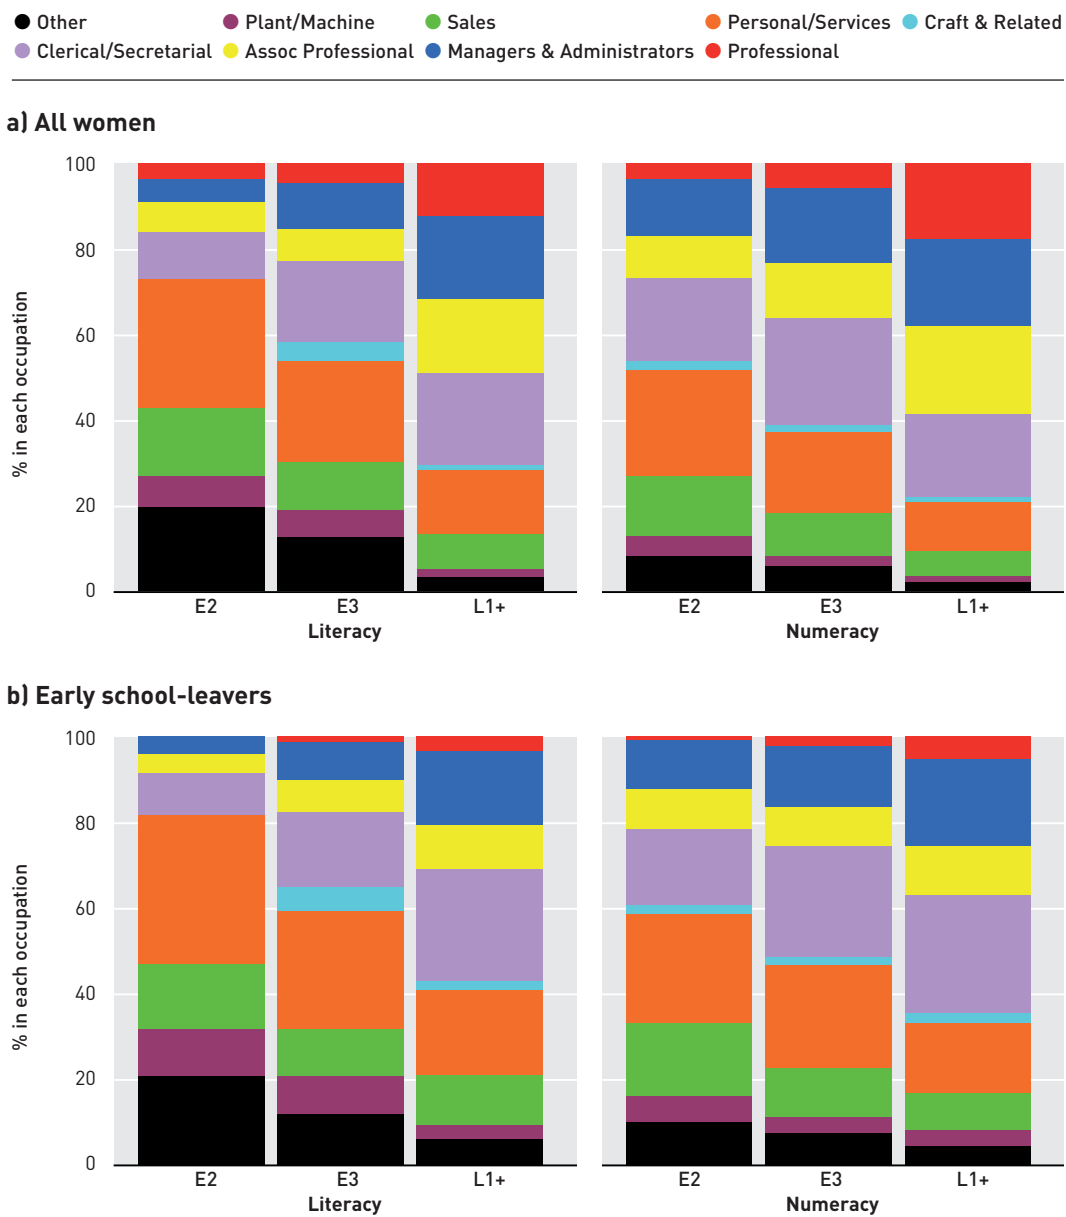 Other Plant/Machine Sales Personal/Services Craft & Related
Clerical/Secretarial Assoc Professional Managers & Administrators Professional
a) All women
% in each occupation
100
80
60
40
20
0
E2 E3 L1+ E2 E3 L1+
Literacy Numeracy
b) Early school-leavers
% in each occupation
100
80
60
40
20
0
E2 E3 L1+ E2 E3 L1+
Literacy Numeracy